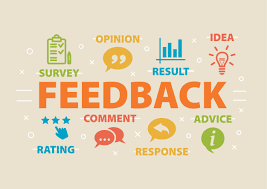 OPINION
IDEA
SURVEY
RESULT
FEEDBACK
COMMENT
ADVICE
RATING
RESPONSE